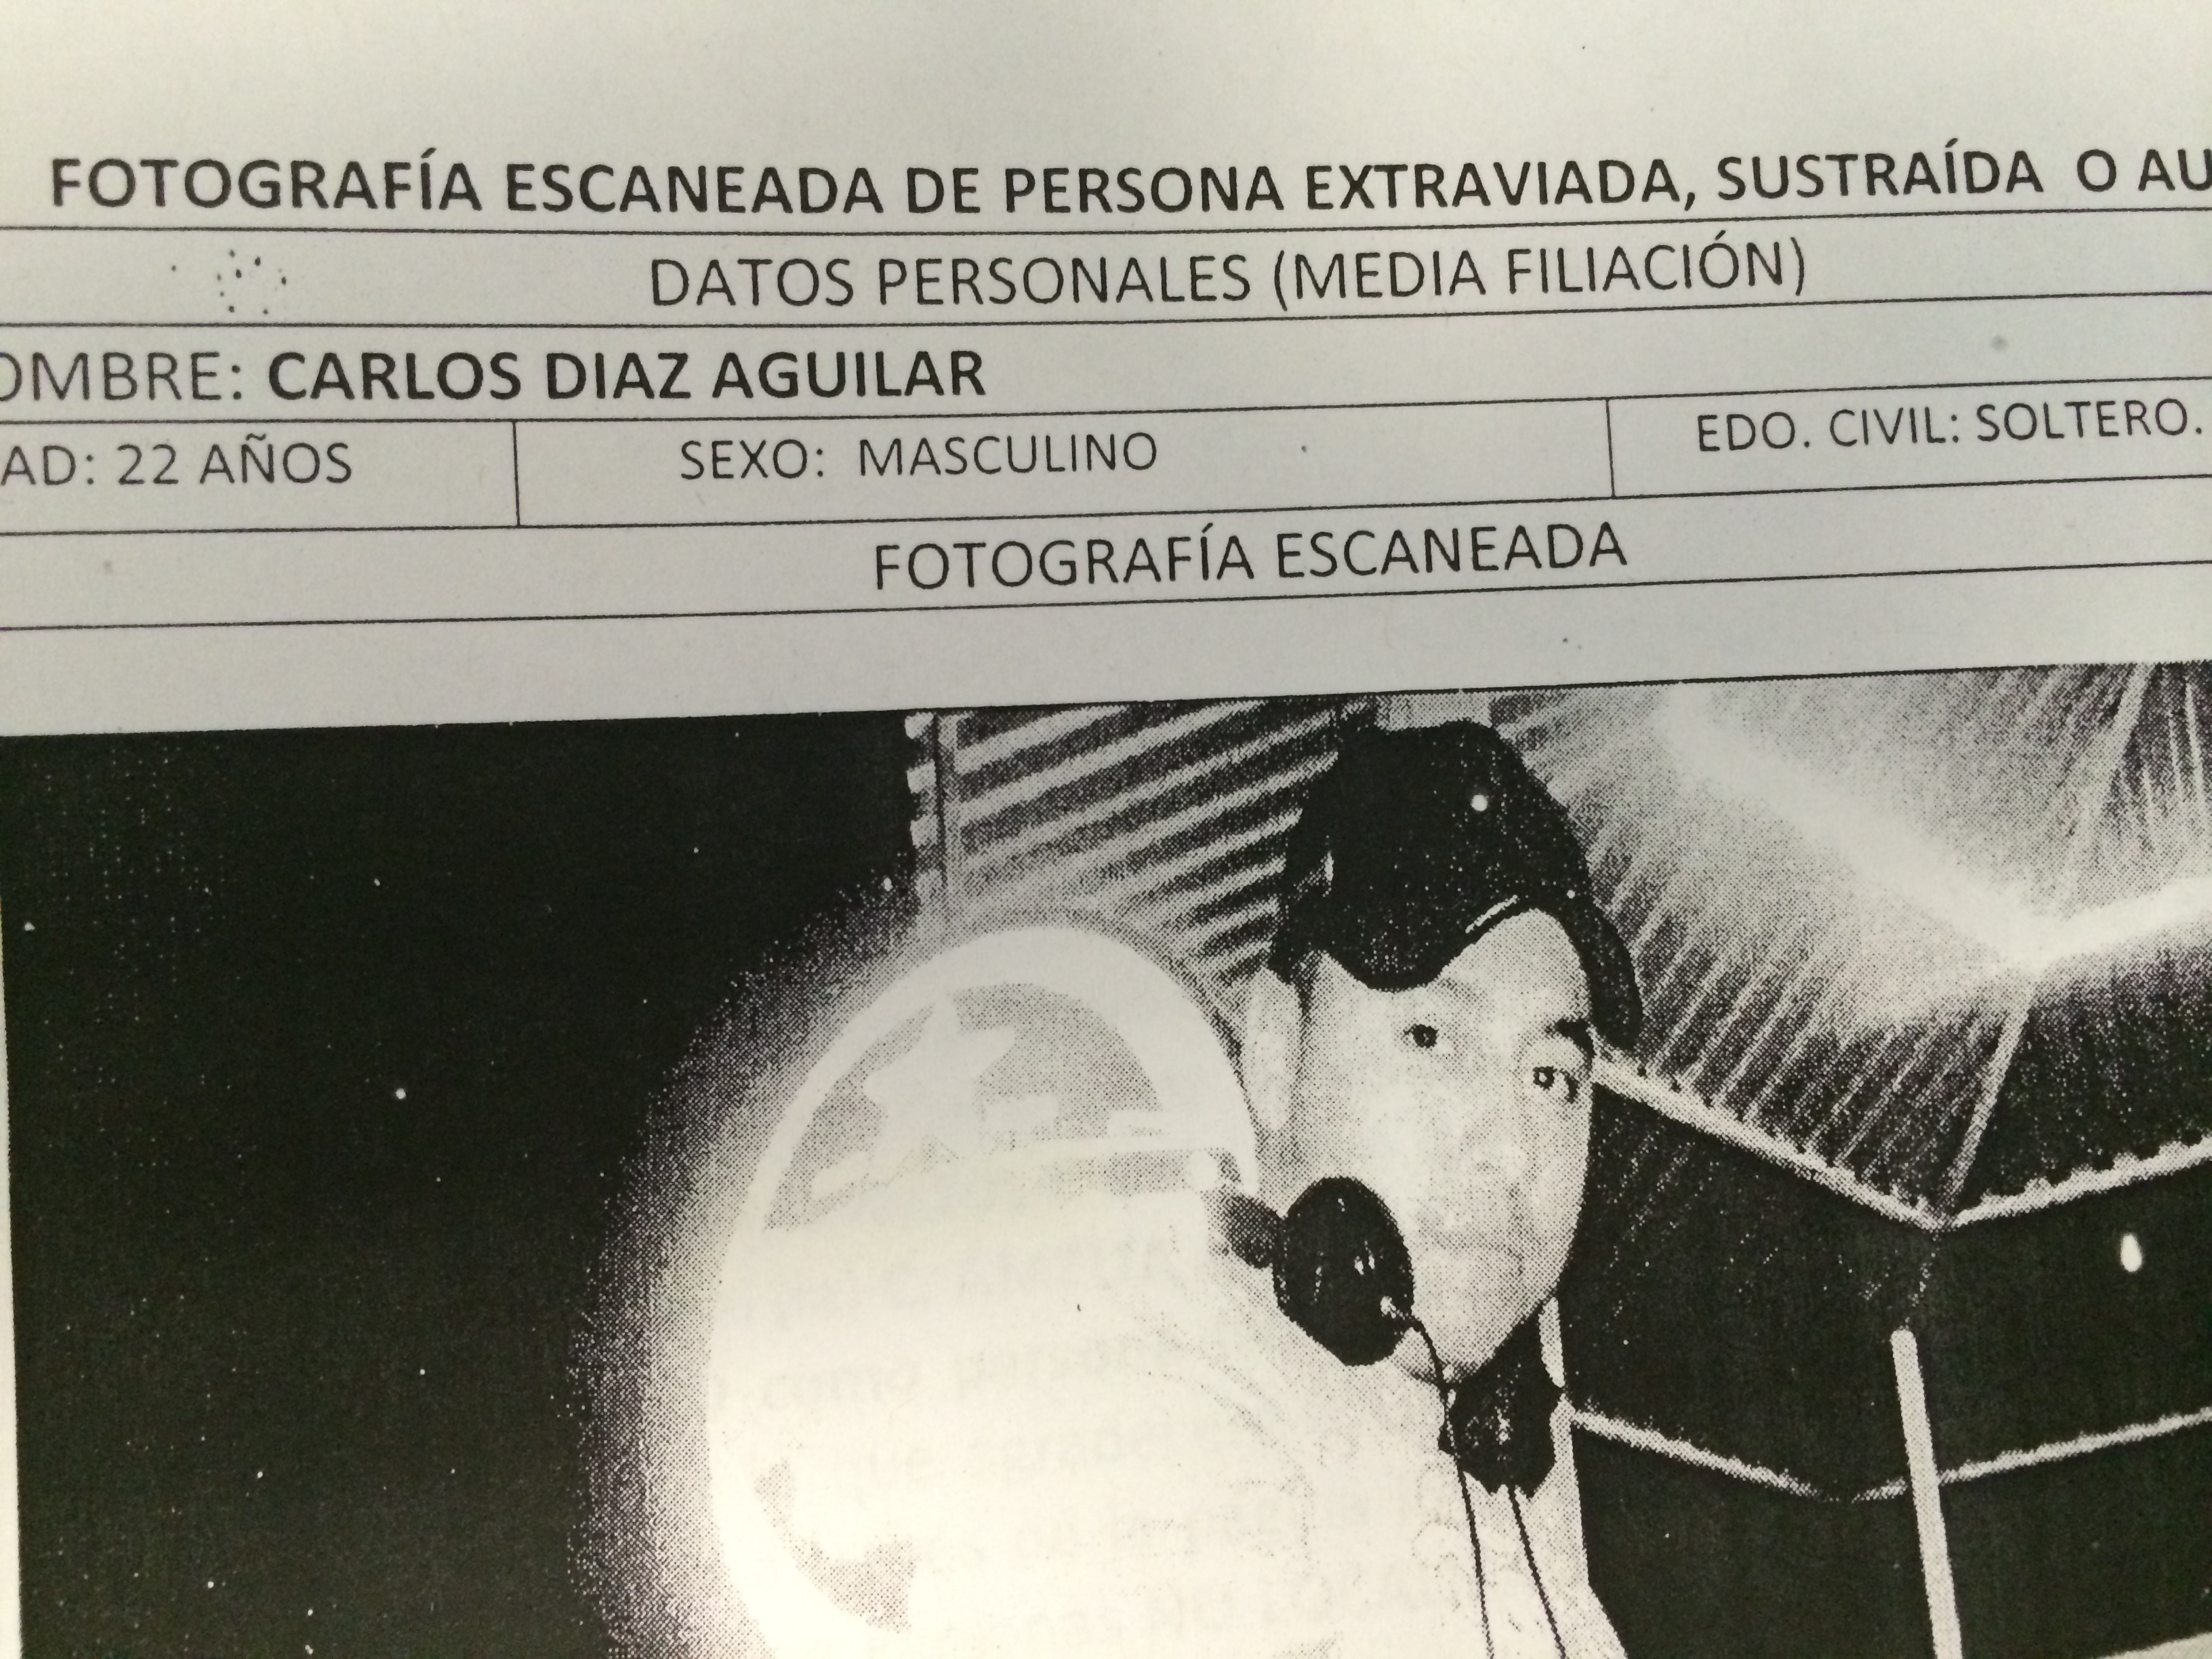 FOTOGRAFÍA ESCANEADA DE PERSONA EXTRAVIADA, SUSTRAÍDA O AU
DATOS PERSONALES (MEDIA FILIACIÓN)
OMBRE: CARLOS DIAZ AGUILAR
AD: 22 AÑOS SEXO: MASCULINO EDO. CIVIL: SOLTERO.
FOTOGRAFÍA ESCANEADA